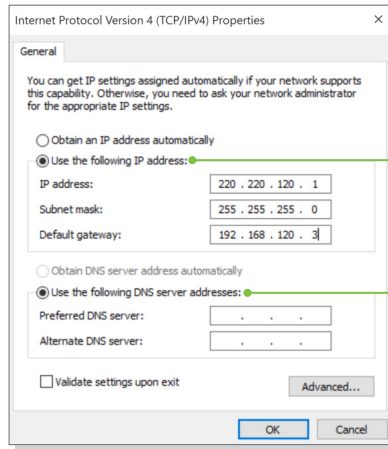 Internet Protocol Version 4 (TCP/IPv4) Properties
General
You can get IP settings assigned automatically if your network supports
this capability. Otherwise, you need to ask your network administrator
for the appropriate IP settings.
Obtain an IP address automatically
Use the following IP address:
IP address: 220 . 220 . 120 . 1
Subnet mask: 255 . 255 . 255 . 0
Default gateway: 192 . 168 . 120 . 3
Obtain DNS server address automatically
Use the following DNS server addresses:
Preferred DNS server: . . .
Alternate DNS server: . . .
Validate settings upon exit
Advanced...
OK Cancel